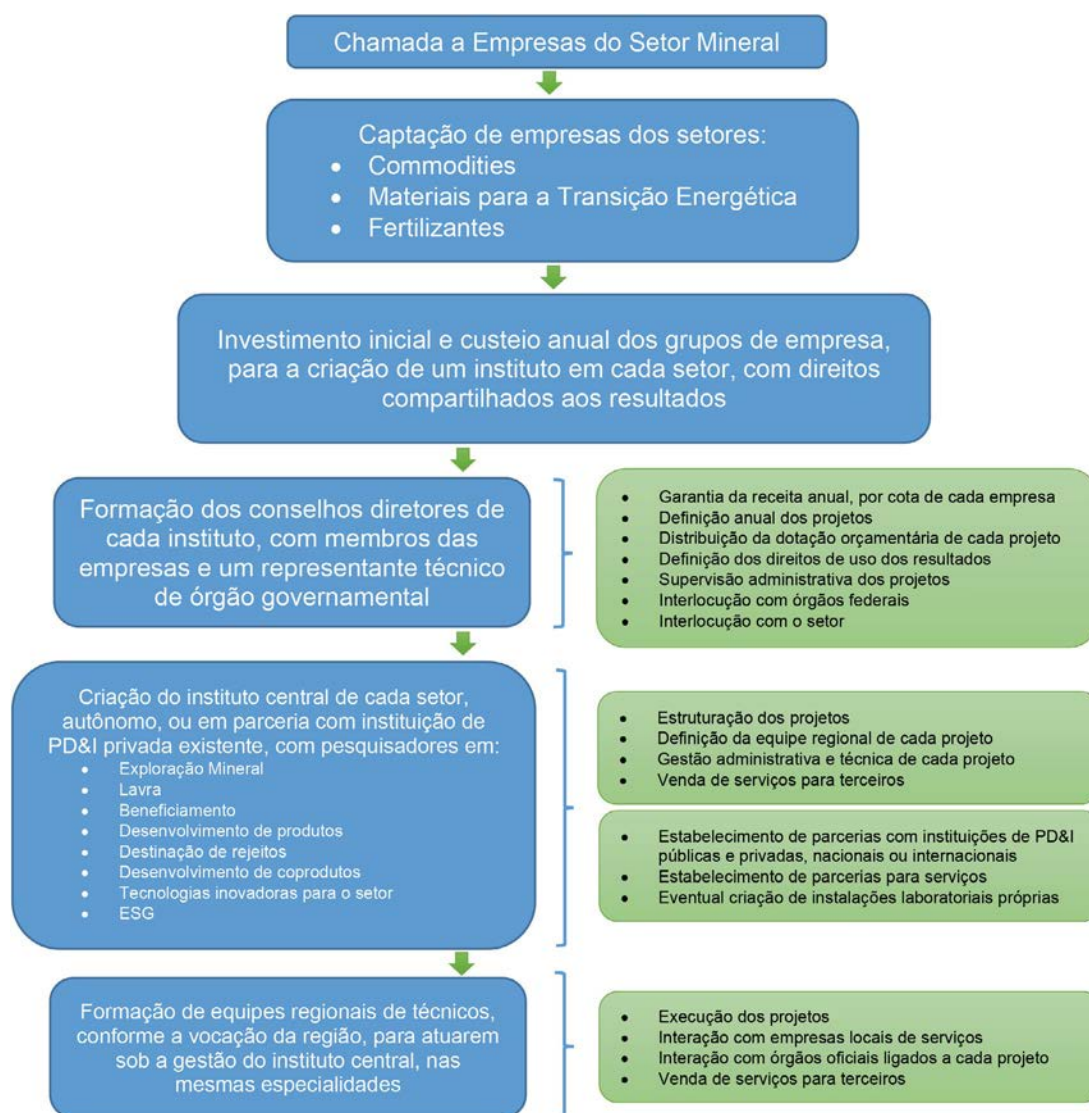 Chamada a Empresas do Setor Mineral
Captação de empresas dos setores:
• Commodities
• Materiais para a Transição Energética
• Fertilizantes
Investimento inicial e custeio anual dos grupos de empresa,
para a criação de um instituto em cada setor, com direitos
compartilhados aos resultados
Formação dos conselhos diretores de
cada instituto, com membros das
empresas e um representante técnico
de órgão governamental
• Garantia da receita anual, por cota de cada empresa
• Definição anual dos projetos
• Distribuição da dotação orçamentária de cada projeto
• Definição dos direitos de uso dos resultados
• Supervisão administrativa dos projetos
• Interlocução com órgãos federais
• Interlocução com o setor
Criação do instituto central de cada setor,
autônomo, ou em parceria com instituição de
PD&I privada existente, com pesquisadores em:
• Exploração Mineral
• Lavra
• Beneficiamento
• Desenvolvimento de produtos
• Destinação de rejeitos
• Desenvolvimento de coprodutos
• Tecnologias inovadoras para o setor
• ESG
• Estruturação dos projetos
• Definição da equipe regional de cada projeto
• Gestão administrativa e técnica de cada projeto
• Venda de serviços para terceiros
• Estabelecimento de parcerias com instituições de PD&I
públicas e privadas, nacionais ou internacionais
• Estabelecimento de parcerias para serviços
• Eventual criação de instalações laboratoriais próprias
Formação de equipes regionais de técnicos,
conforme a vocação da região, para atuarem
sob a gestão do instituto central, nas
mesmas especialidades
• Execução dos projetos
• Interação com empresas locais de serviços
• Interação com órgãos oficiais ligados a cada projeto
• Venda de serviços para terceiros